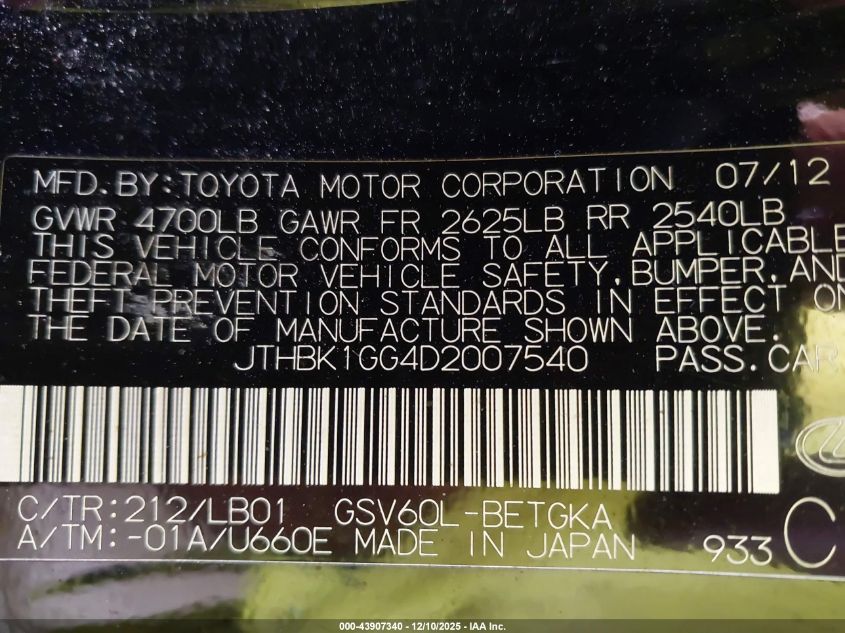 MFD.BY:TOYOTA MOTOR CORPORATION 07/12
GVWR 4700LB GAWR FR 2625LB RR 2540LB
THIS VEHICLE CONFORMS TO ALL APPLICABLE
FEDERAL MOTOR VEHICLE SAFETY,BUMPER,AND
THEFT PREVENTION STANDARDS IN EFFECT ON
THE DATE OF MANUFACTURE SHOWN ABOVE.
JTHBK1GG4D2007540 PASS.CAR
C/TR:212/LB01 GSV60L-BETGKA
A/TM:-01A/U660E MADE IN JAPAN 933 C
000-43907340 - 12/10/2025 - IAA Inc.